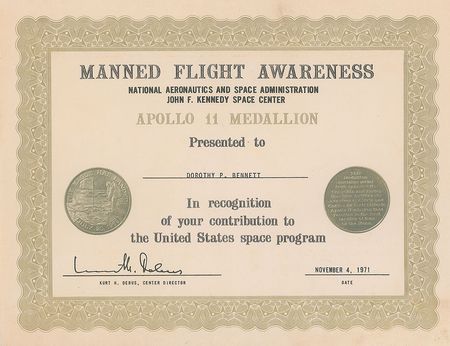 MANNED FLIGHT AWARENESS
NATIONAL AERONAUTICS AND SPACE ADMINISTRATION
JOHN F. KENNEDY SPACE CENTER
APOLLO 11 MEDALLION
Presented to
DOROTHY P. BENNETT
In recognition
of your contribution to
the United States space program
KURT H. DEBUS, CENTER DIRECTOR
NOVEMBER 4, 1971
DATE